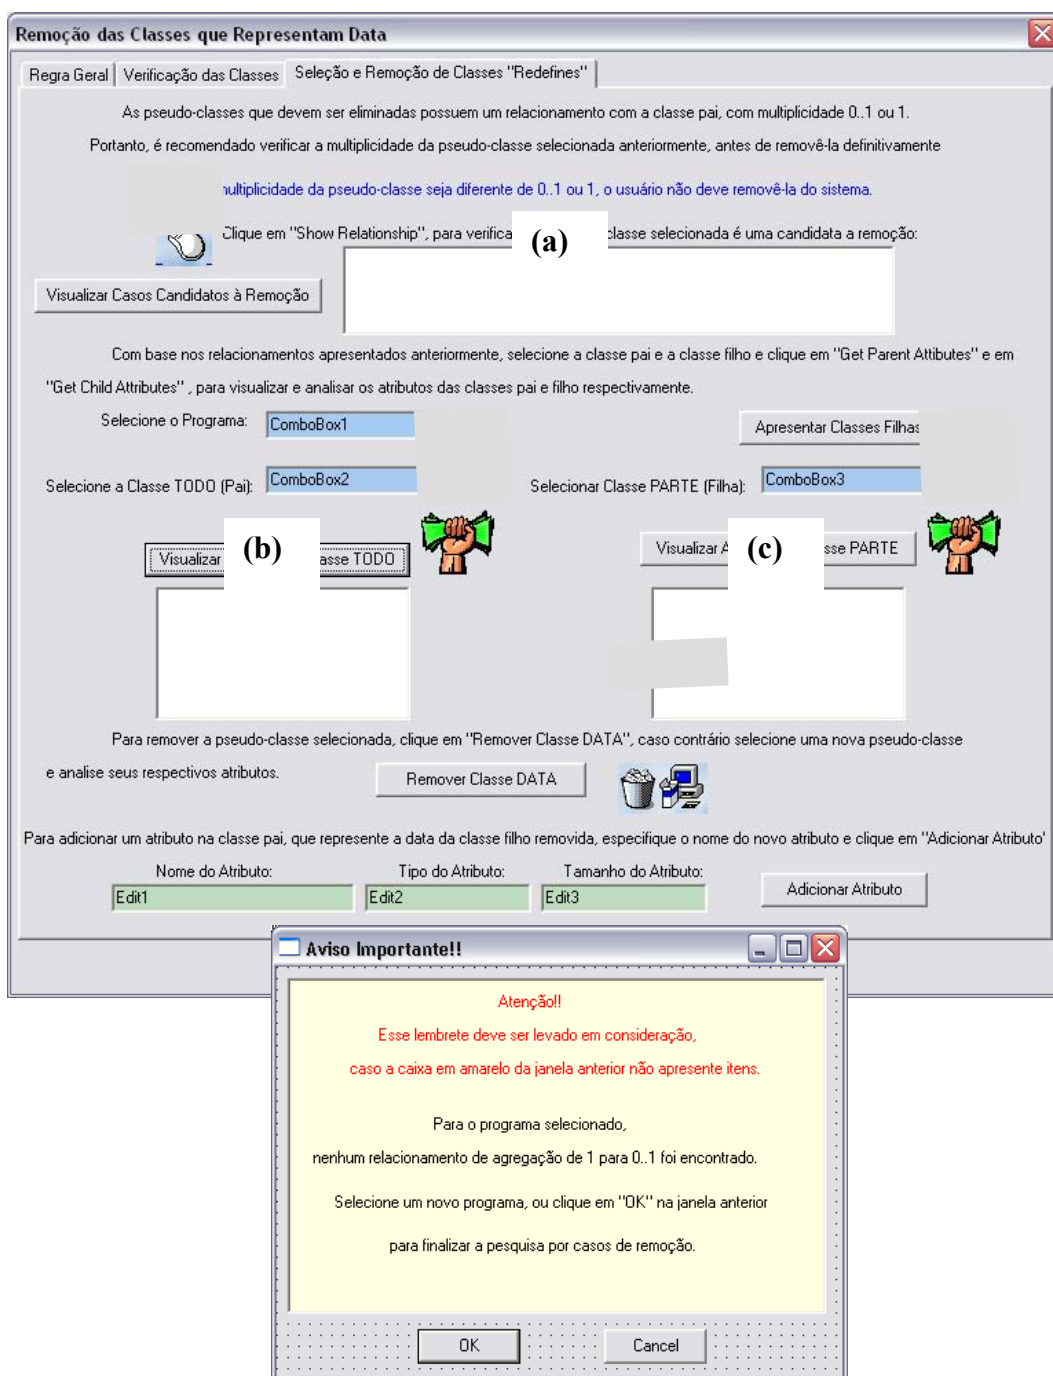 Remoção das Classes que Representam Data
Regra Geral Verificação das Classes Seleção e Remoção de Classes "Redefines"
As pseudo-classes que devem ser eliminadas possuem um relacionamento com a classe pai, com multiplicidade 0..1 ou 1.
Portanto, é recomendado verificar a multiplicidade da pseudo-classe selecionada anteriormente, antes de removê-la definitivamente
multiplicidade da pseudo-classe seja diferente de 0..1 ou 1, o usuário não deve removê-la do sistema.
Clique em "Show Relationship", para verifica (a) classe selecionada é uma candidata a remoção:
Visualizar Casos Candidatos à Remoção
Com base nos relacionamentos apresentados anteriormente, selecione a classe pai e a classe filho e clique em "Get Parent Attibutes" e em
"Get Child Attributes" , para visualizar e analisar os atributos das classes pai e filho respectivamente.
Selecione o Programa: ComboBox1 Apresentar Classes Filhas
Selecione a Classe TODO (Pai): ComboBox2 Selecionar Classe PARTE (Filha): ComboBox3
Visualizar (b) asse TODO Visualizar A (c) sse PARTE
Para remover a pseudo-classe selecionada, clique em "Remover Classe DATA", caso contrário selecione uma nova pseudo-classe
e analise seus respectivos atributos. Remover Classe DATA
Para adicionar um atributo na classe pai, que represente a data da classe filho removida, especifique o nome do novo atributo e clique em "Adicionar Atributo'
Nome do Atributo: Tipo do Atributo: Tamanho do Atributo:
Edit1 Edit2 Edit3 Adicionar Atributo
Aviso Importante!!
Atenção!!
Esse lembrete deve ser levado em consideração,
caso a caixa em amarelo da janela anterior não apresente itens.
Para o programa selecionado,
nenhum relacionamento de agregação de 1 para 0..1 foi encontrado.
Selecione um novo programa, ou clique em "OK" na janela anterior
para finalizar a pesquisa por casos de remoção.
OK Cancel